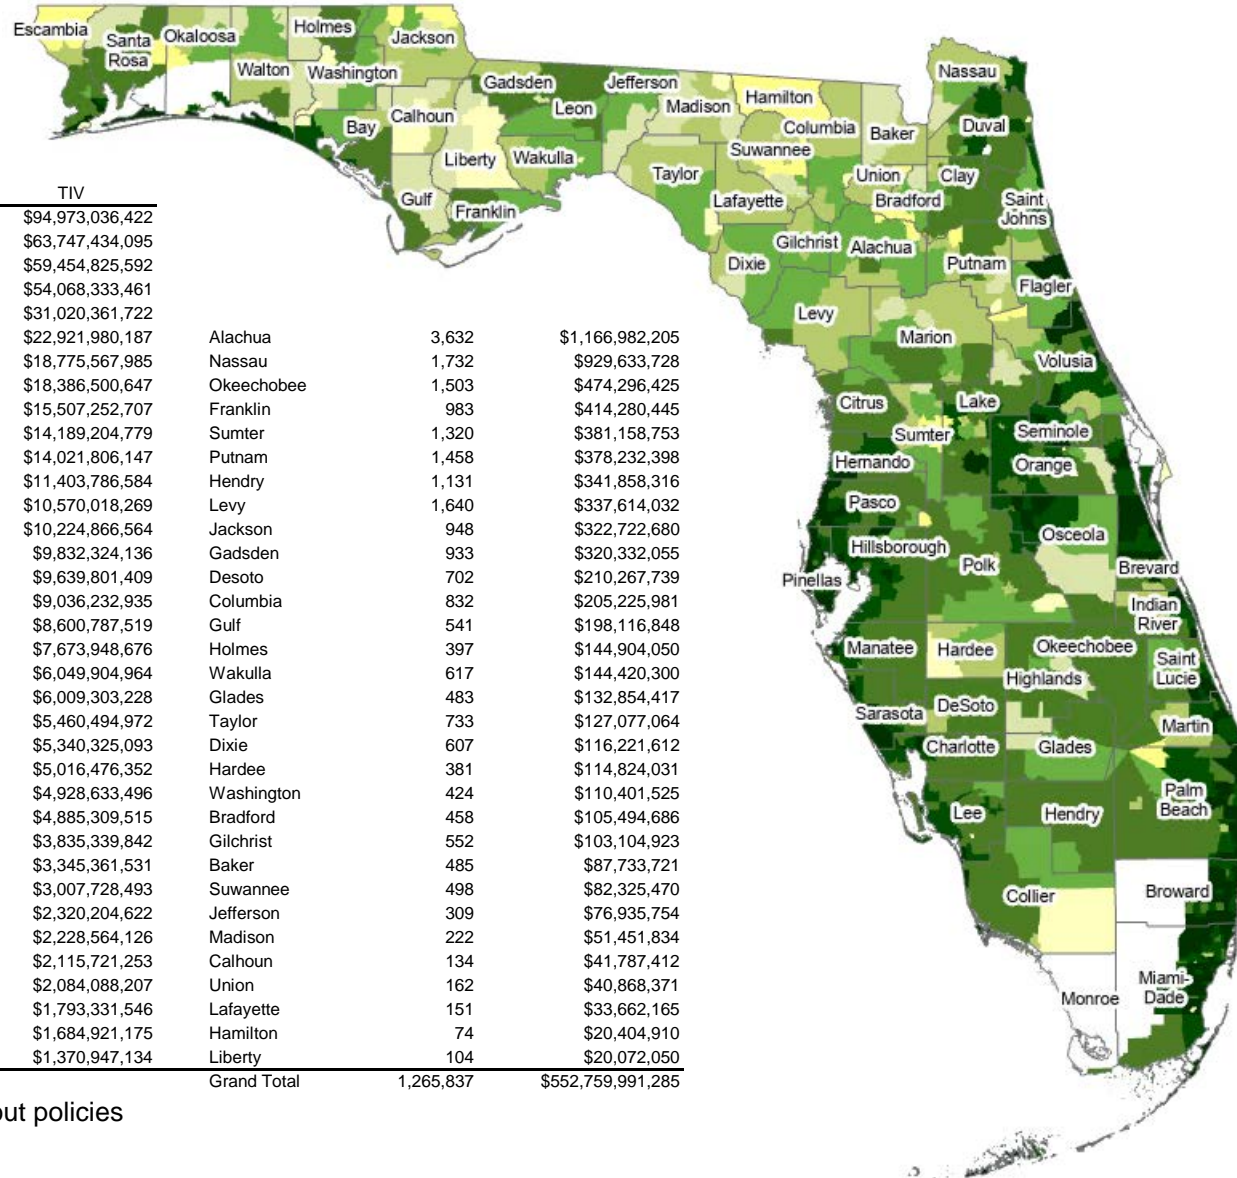 TIV
$94,973,036,422
$63,747,434,095
$59,454,825,592
$54,068,333,461
$31,020,361,722
$22,921,980,187 Alachua 3,632 $1,166,982,205
$18,775,567,985 Nassau 1,732 $929,633,728
$18,386,500,647 Okeechobee 1,503 $474,296,425
$15,507,252,707 Franklin 983 $414,280,445
$14,189,204,779 Sumter 1,320 $381,158,753
$14,021,806,147 Putnam 1,458 $378,232,398
$11,403,786,584 Hendry 1,131 $341,858,316
$10,570,018,269 Levy 1,640 $337,614,032
$10,224,866,564 Jackson 948 $322,722,680
$9,832,324,136 Gadsden 933 $320,332,055
$9,639,801,409 Desoto 702 $210,267,739
$9,036,232,935 Columbia 832 $205,225,981
$8,600,787,519 Gulf 541 $198,116,848
$7,673,948,676 Holmes 397 $144,904,050
$6,049,904,964 Wakulla 617 $144,420,300
$6,009,303,228 Glades 483 $132,854,417
$5,460,494,972 Taylor 733 $127,077,064
$5,340,325,093 Dixie 607 $116,221,612
$5,016,476,352 Hardee 381 $114,824,031
$4,928,633,496 Washington 424 $110,401,525
$4,885,309,515 Bradford 458 $105,494,686
$3,835,339,842 Gilchrist 552 $103,104,923
$3,345,361,531 Baker 485 $87,733,721
$3,007,728,493 Suwannee 498 $82,325,470
$2,320,204,622 Jefferson 309 $76,935,754
$2,228,564,126 Madison 222 $51,451,834
$2,115,721,253 Calhoun 134 $41,787,412
$2,084,088,207 Union 162 $40,868,371
$1,793,331,546 Lafayette 151 $33,662,165
$1,684,921,175 Hamilton 74 $20,404,910
$1,370,947,134 Liberty 104 $20,072,050
Grand Total 1,265,837 $552,759,991,285
out policies
Escambia
Santa
Rosa
Okaloosa
Holmes
Jackson
Walton
Washington
Bay
Calhoun
Gulf
Liberty
Gadsden
Leon
Wakulla
Franklin
Jefferson
Madison
Hamilton
Columbia
Suwannee
Taylor
Lafayette
Dixie
Gilchrist
Alachua
Baker
Union
Bradford
Nassau
Duval
Clay
Saint
Johns
Putnam
Flagler
Levy
Marion
Volusia
Citrus
Lake
Sumter
Seminole
Hernando
Orange
Pasco
Hillsborough
Polk
Osceola
Pinellas
Brevard
Indian
River
Manatee
Hardee
Okeechobee
Highlands
Saint
Lucie
Sarasota
DeSoto
Martin
Charlotte
Glades
Lee
Hendry
Palm
Beach
Collier
Broward
Monroe
Miami-
Dade